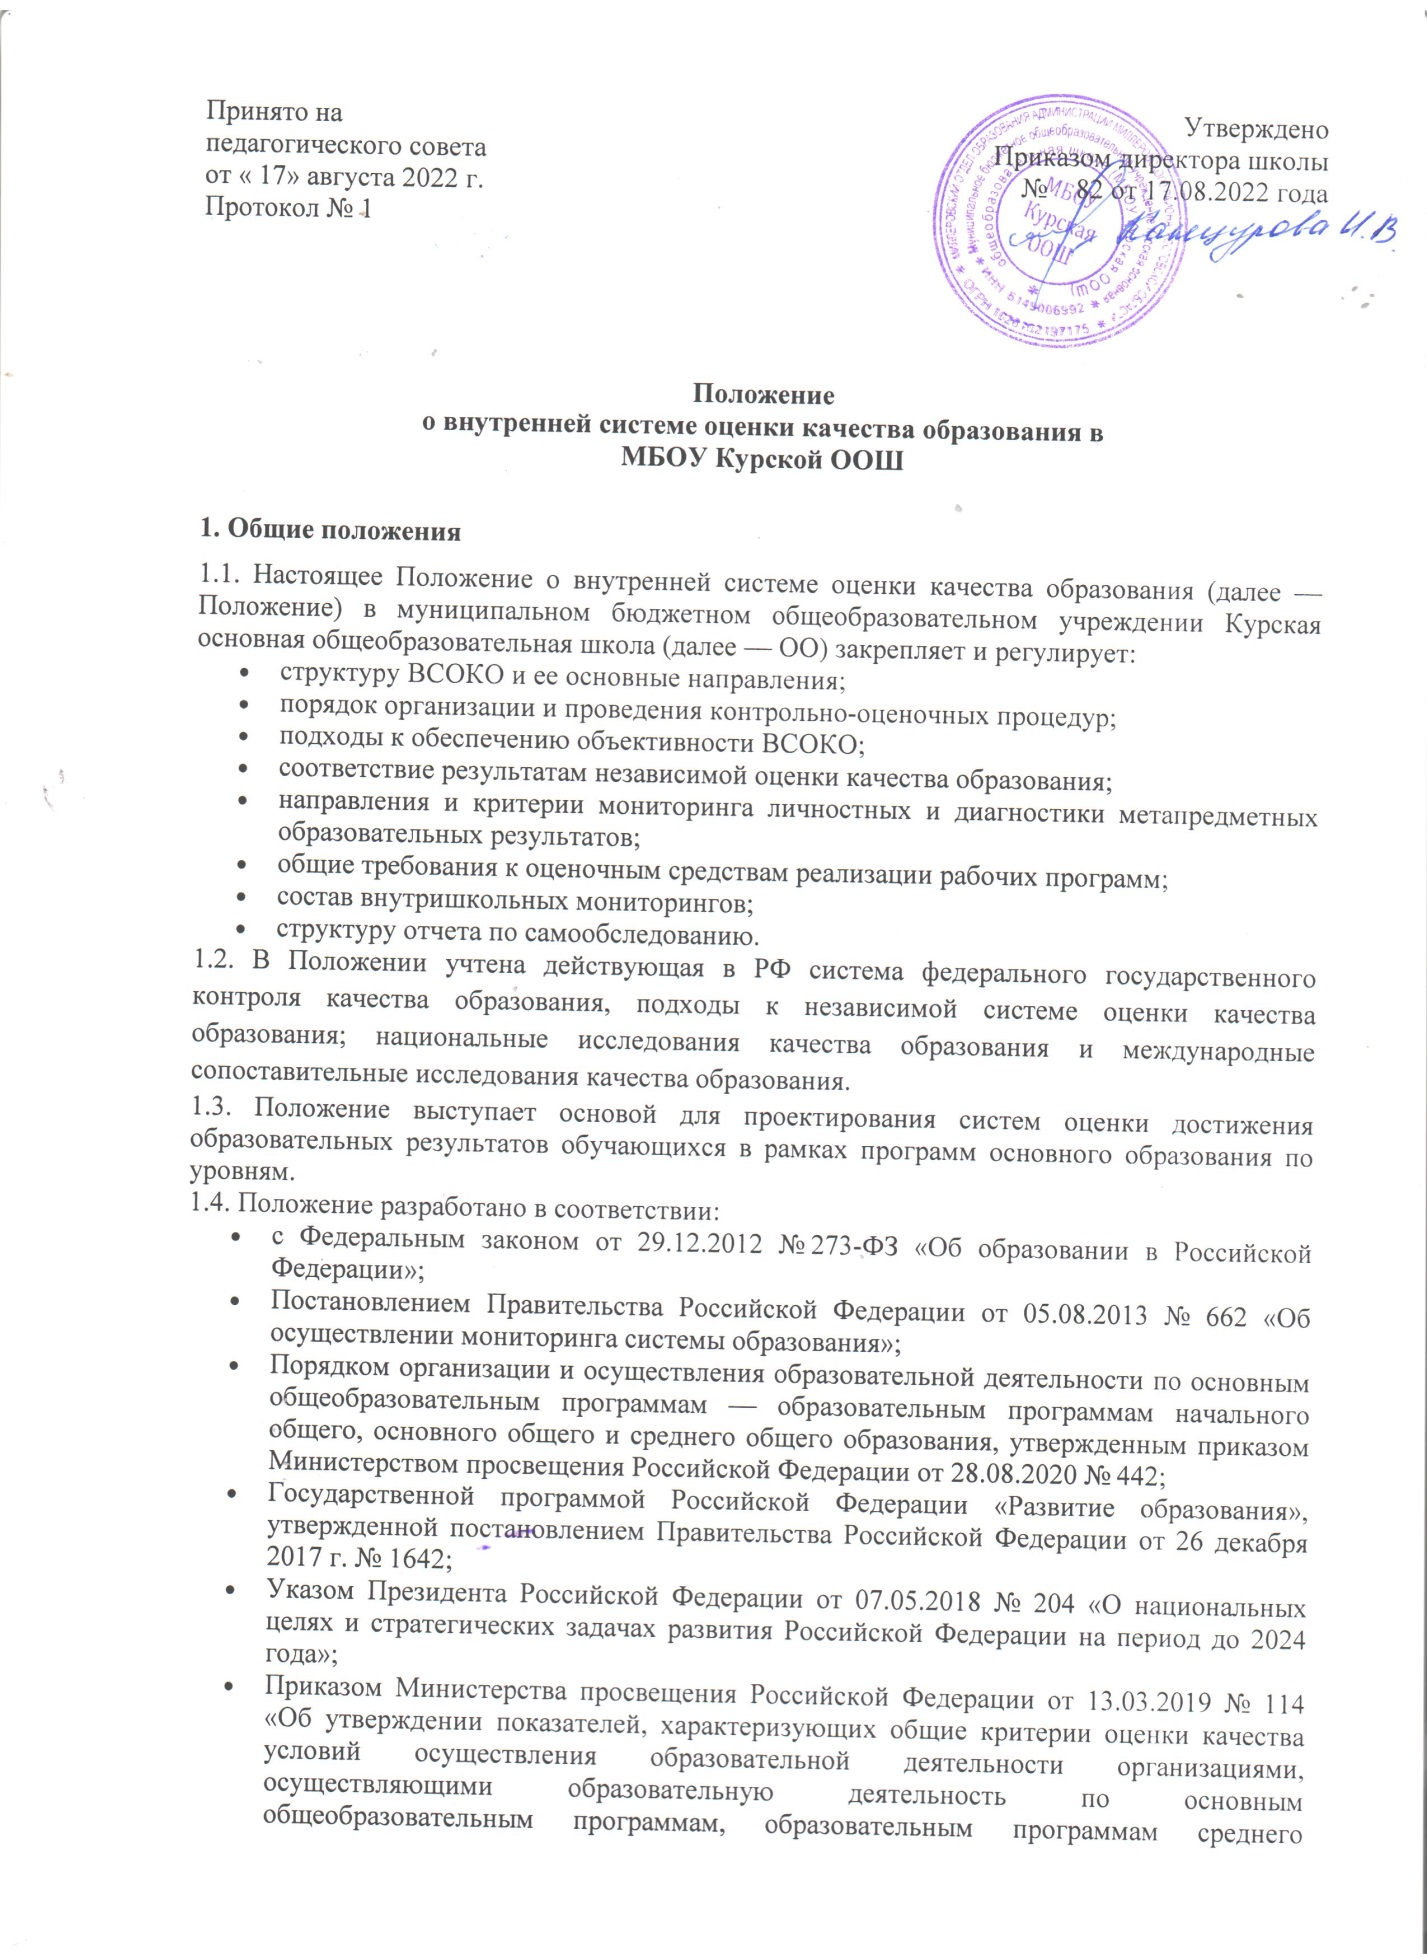 Принято на
педагогического совета
от « 17» августа 2022 г.
Протокол № 1
Утверждено
Приказом директора школы
№ 82 от 17.08.2022 года
МБОУ
Курская
ООШ
Положение
о внутренней системе оценки качества образования в
МБОУ Курской ООШ
1. Общие положения
1.1. Настоящее Положение о внутренней системе оценки качества образования (далее —
Положение) в муниципальном бюджетном общеобразовательном учреждении Курская
основная общеобразовательная школа (далее — ОО) закрепляет и регулирует:
• структуру ВСОКО и ее основные направления;
• порядок организации и проведения контрольно-оценочных процедур;
• подходы к обеспечению объективности ВСОКО;
• соответствие результатам независимой оценки качества образования;
• направления и критерии мониторинга личностных и диагностики метапредметных
образовательных результатов;
• общие требования к оценочным средствам реализации рабочих программ;
• состав внутришкольных мониторингов;
• структуру отчета по самообследованию.
1.2. В Положении учтена действующая в РФ система федерального государственного
контроля качества образования, подходы к независимой системе оценки качества
образования; национальные исследования качества образования и международные
сопоставительные исследования качества образования.
1.3. Положение выступает основой для проектирования систем оценки достижения
образовательных результатов обучающихся в рамках программ основного образования по
уровням.
1.4. Положение разработано в соответствии:
• с Федеральным законом от 29.12.2012 № 273-ФЗ «Об образовании в Российской
Федерации»;
• Постановлением Правительства Российской Федерации от 05.08.2013 № 662 «Об
осуществлении мониторинга системы образования»;
• Порядком организации и осуществления образовательной деятельности по основным
общеобразовательным программам — образовательным программам начального
общего, основного общего и среднего общего образования, утвержденным приказом
Министерством просвещения Российской Федерации от 28.08.2020 № 442;
• Государственной программой Российской Федерации «Развитие образования»,
утвержденной постановлением Правительства Российской Федерации от 26 декабря
2017 г. № 1642;
• Указом Президента Российской Федерации от 07.05.2018 № 204 «О национальных
целях и стратегических задачах развития Российской Федерации на период до 2024
года»;
• Приказом Министерства просвещения Российской Федерации от 13.03.2019 № 114
«Об утверждении показателей, характеризующих общие критерии оценки качества
условий осуществления образовательной деятельности организациями,
осуществляющими образовательную деятельность по основным
общеобразовательным программам, образовательным программам среднего